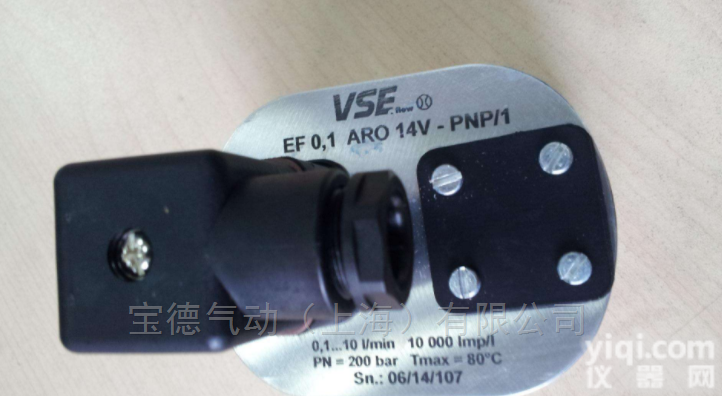 VSE.flow
EF 0,1 ARO 14V - PNP/1
宝德气动（上海）有限公司
0,1...10 l/min 10 000 Imp/l
PN = 200 bar Tmax = 80°C
Sn.: 06/14/107
yiqi.com
仪器网